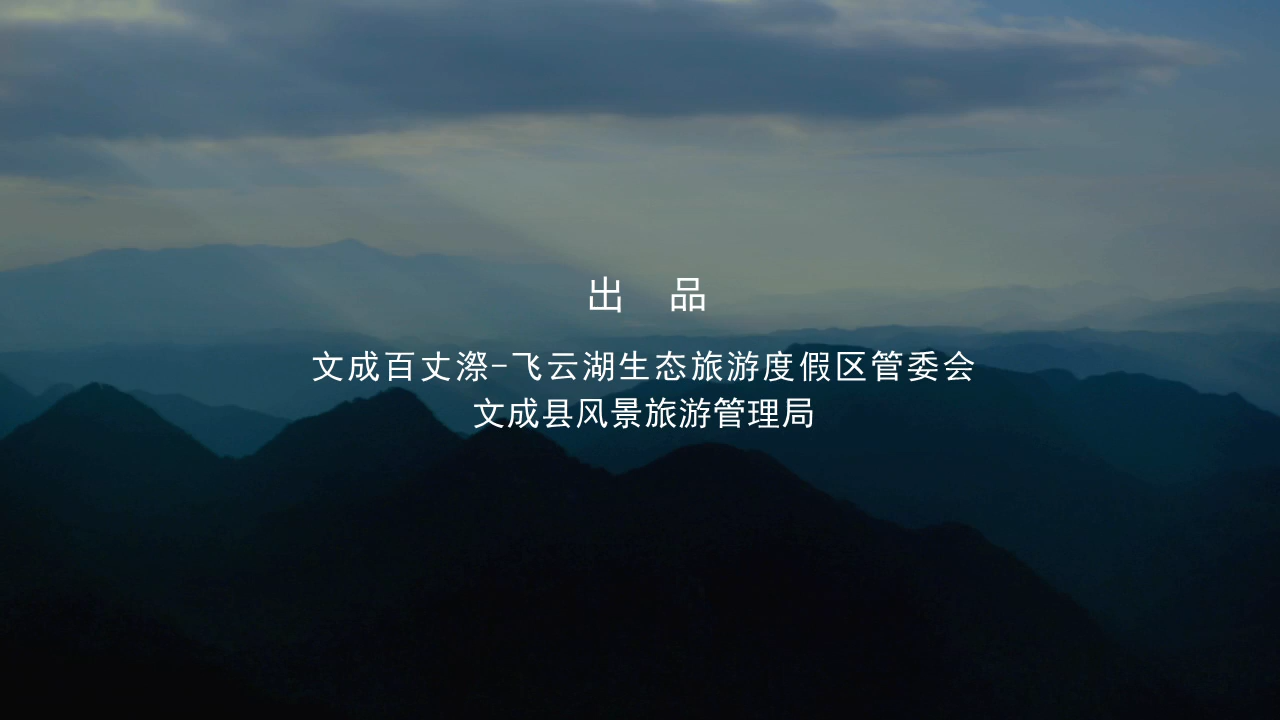 出 品
文成百丈漈-飞云湖生态旅游度假区管委会
文成县风景旅游管理局